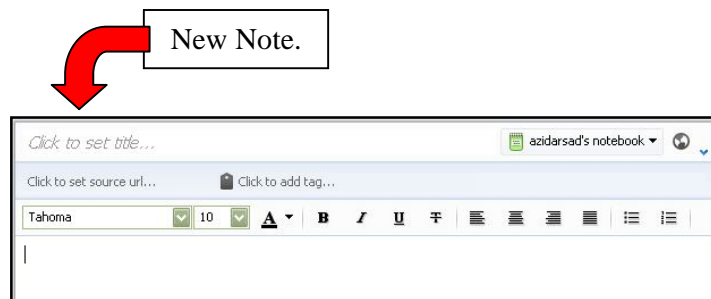 New Note.
Click to set title...
azidarsad's notebook
Click to set source url...
Click to add tag...
Tahoma
10
A
B
I
U
T